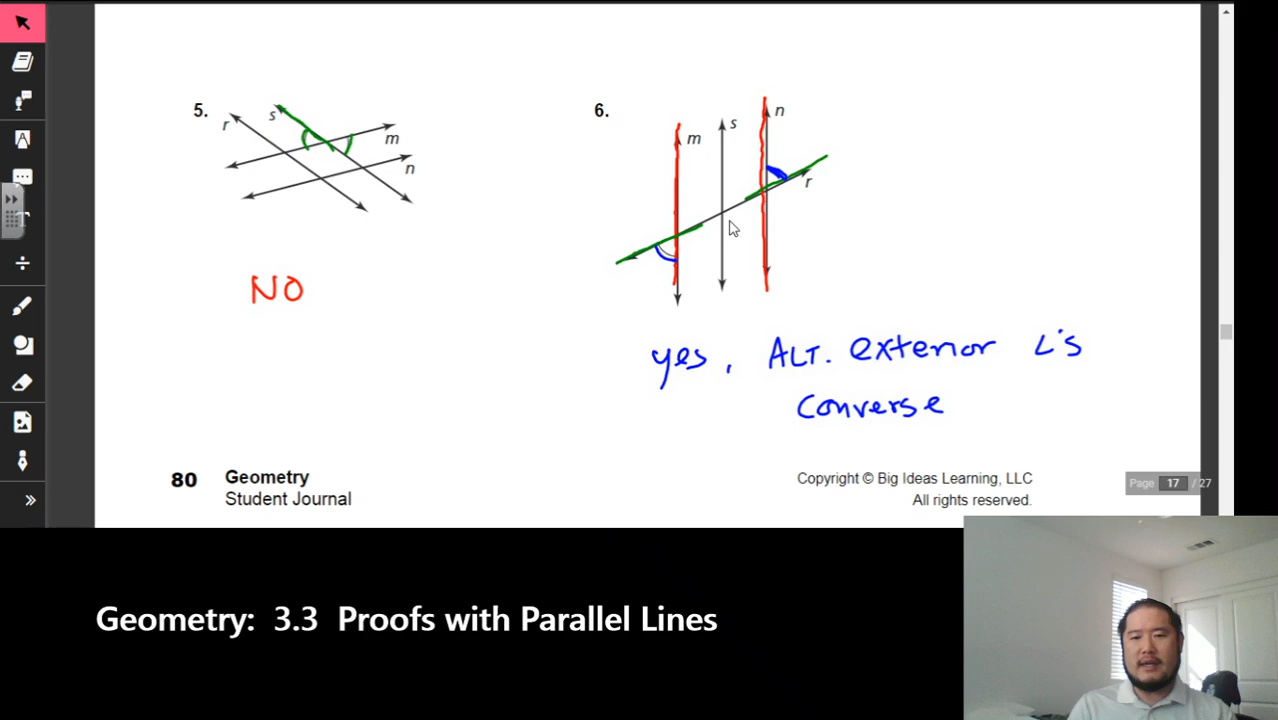 5.
r
s
m
n
NO
6.
m
s
n
r
yes, ALT. exterior L's
converse
80 Geometry
Student Journal
Copyright © Big Ideas Learning, LLC
All rights reserved.
Page 17 / 27
Geometry: 3.3 Proofs with Parallel Lines